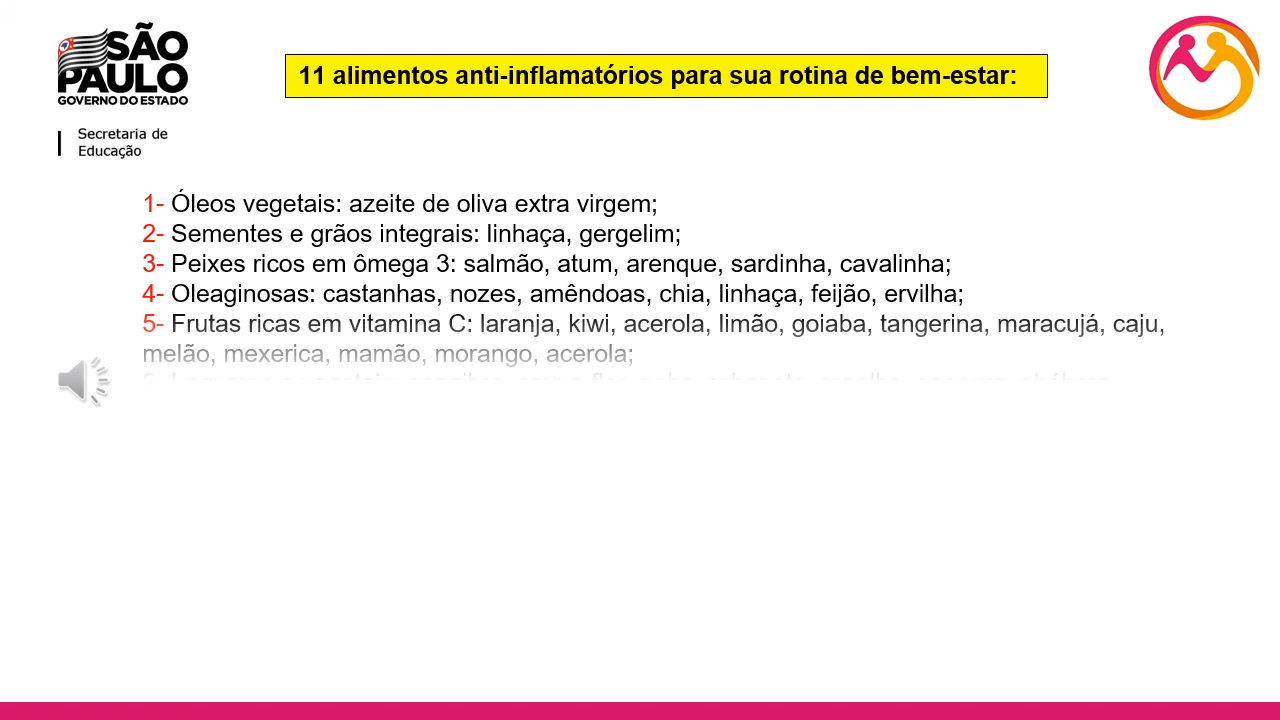 SÃO
PAULO
GOVERNO DO ESTADO
Secretaria de
Educação
11 alimentos anti-inflamatórios para sua rotina de bem-estar:
1- Óleos vegetais: azeite de oliva extra virgem;
2- Sementes e grãos integrais: linhaça, gergelim;
3- Peixes ricos em ômega 3: salmão, atum, arenque, sardinha, cavalinha;
4- Oleaginosas: castanhas, nozes, amêndoas, chia, linhaça, feijão, ervilha;
5- Frutas ricas em vitamina C: laranja, kiwi, acerola, limão, goiaba, tangerina, maracujá, caju,
melão, mexerica, mamão, morango, acerola;